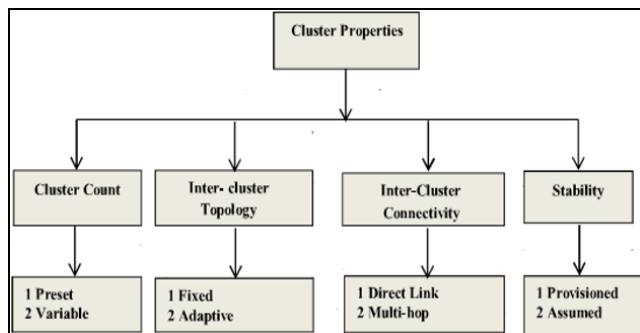 Cluster Properties
Cluster Count
Inter- cluster
Topology
Inter-Cluster
Connectivity
Stability
1 Preset
2 Variable
1 Fixed
2 Adaptive
1 Direct Link
2 Multi-hop
1 Provisioned
2 Assumed